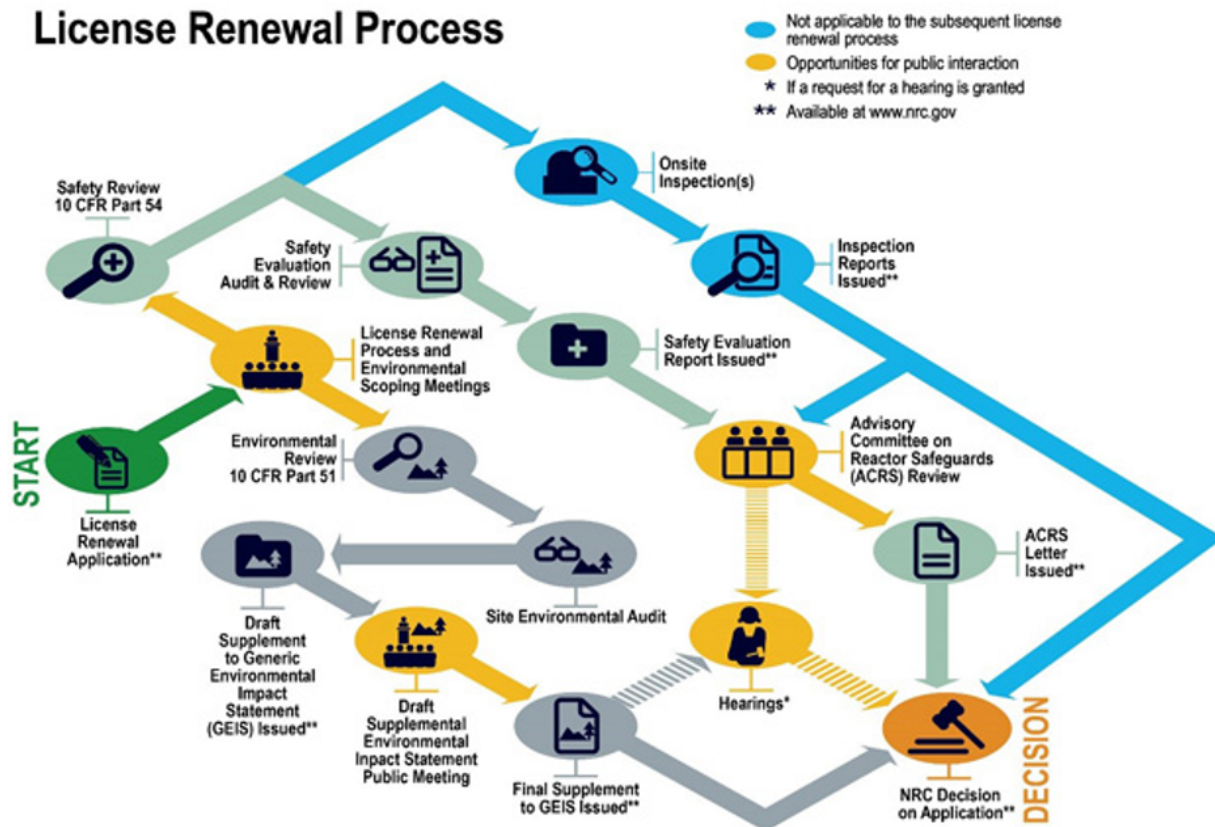 License Renewal Process
Not applicable to the subsequent license
renewal process
Opportunities for public interaction
* If a request for a hearing is granted
** Available at www.nrc.gov
Safety Review
10 CFR Part 54
Onsite
Inspection(s)
Safety
Evaluation
Audit & Review
Inspection
Reports
Issued**
License Renewal
Process and
Environmental
Scoping Meetings
Safety Evaluation
Report Issued**
START
License
Renewal
Application**
Environmental
Review
10 CFR Part 51
Advisory
Committee on
Reactor Safeguards
(ACRS) Review
ACRS
Letter
Issued**
Site Environmental Audit
Draft
Supplement
to Generic
Environmental
Impact
Statement
(GEIS) Issued**
Draft
Supplemental
Environmental
Inpact Statement
Public Meeting
Hearings*
Final Supplement
to GEIS Issued**
NRC Decision
on Application**
DECISION